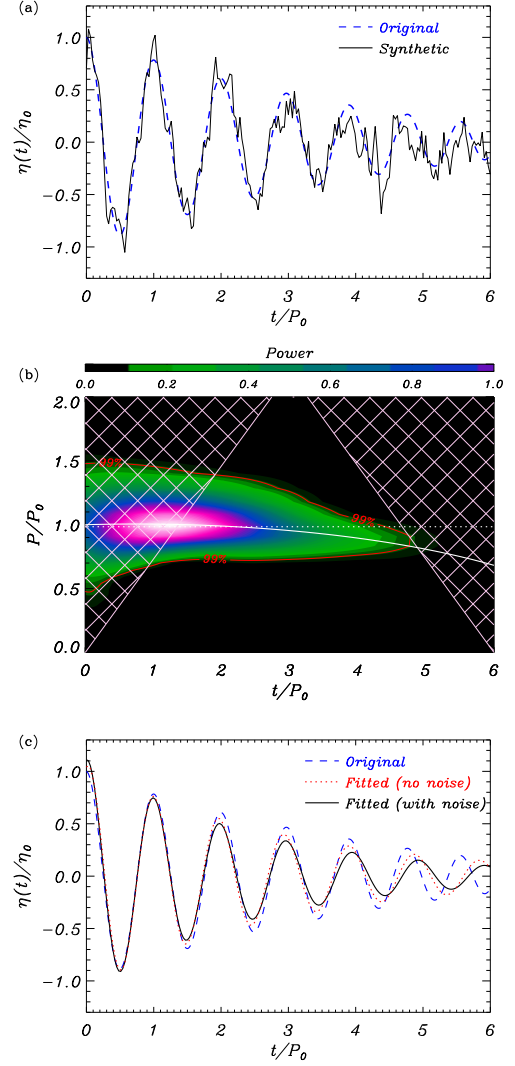 (a)
Original
Synthetic
1.0
0.5
0.0
−0.5
−1.0
η(t)/η₀
0 1 2 3 4 5 6
t/P₀
Power
(b)
0.0 0.2 0.4 0.6 0.8 1.0
2.0
1.5
1.0
0.5
0.0
P/P₀
99%
99%
99%
0 1 2 3 4 5 6
t/P₀
(c)
Original
Fitted (no noise)
Fitted (with noise)
1.0
0.5
0.0
−0.5
−1.0
η(t)/η₀
0 1 2 3 4 5 6
t/P₀